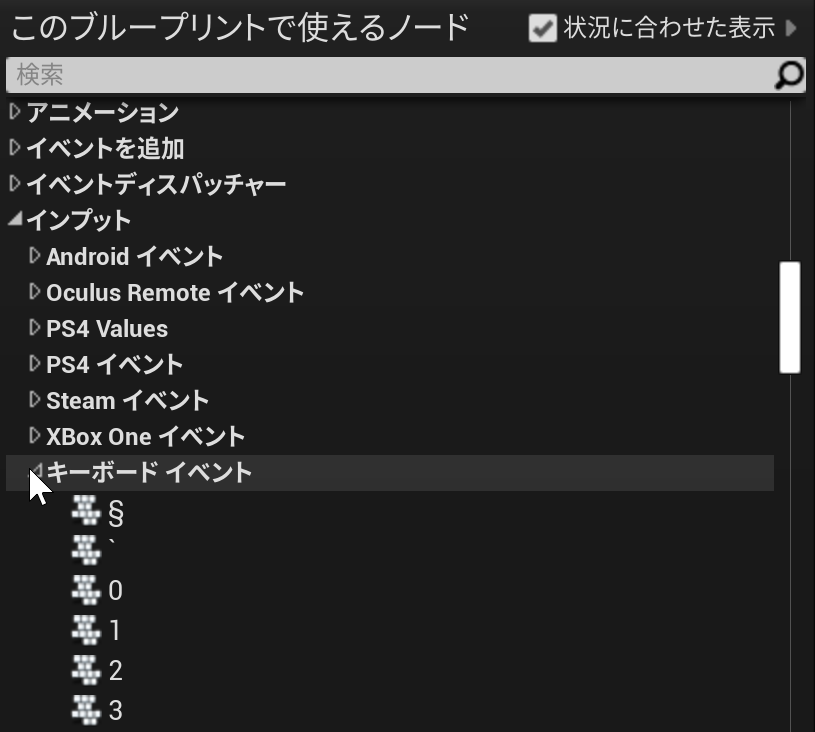 このブループリントで使えるノード 状況に合わせた表示
検索
アニメーション
イベントを追加
イベントディスパッチャー
インプット
Android イベント
Oculus Remote イベント
PS4 Values
PS4 イベント
Steam イベント
XBox One イベント
キーボード イベント
§
`
0
1
2
3